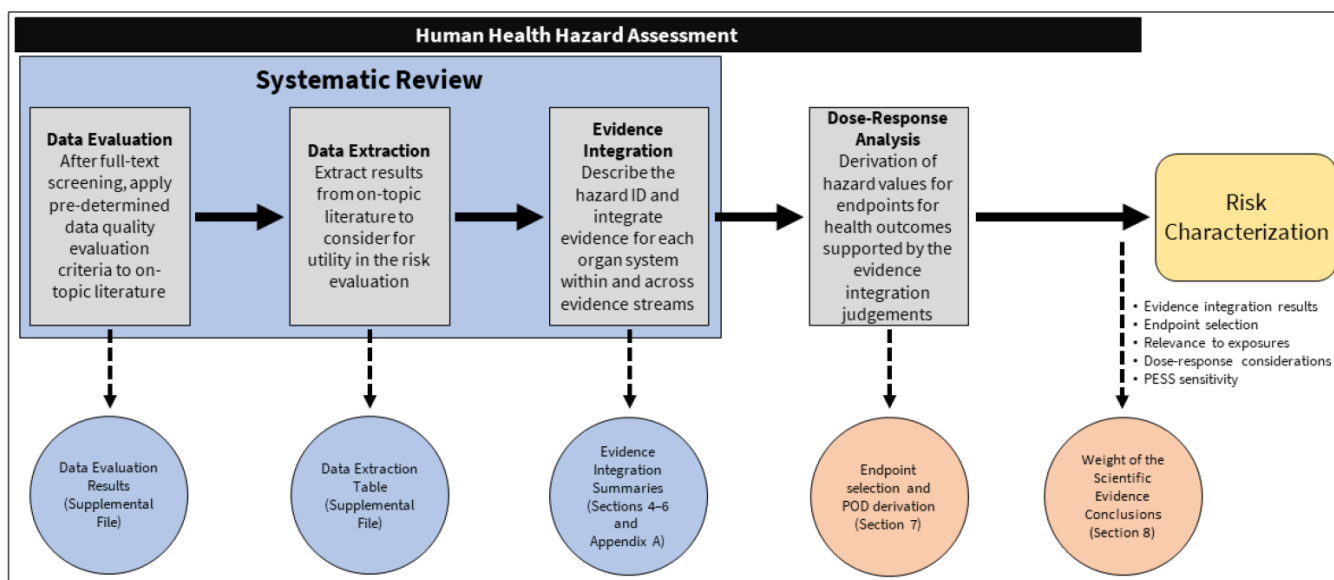 Human Health Hazard Assessment
Systematic Review
Data Evaluation
After full-text
screening, apply
pre-determined
data quality
evaluation
criteria to on-
topic literature
Data Extraction
Extract results
from on-topic
literature to
consider for
utility in the risk
evaluation
Evidence
Integration
Describe the
hazard ID and
integrate
evidence for each
organ system
within and across
evidence streams
Dose-Response
Analysis
Derivation of
hazard values for
endpoints for
health outcomes
supported by the
evidence
integration
judgements
Risk
Characterization
• Evidence integration results
• Endpoint selection
• Relevance to exposures
• Dose-response considerations
• PESS sensitivity
Data Evaluation
Results
(Supplemental
File)
Data Extraction
Table
(Supplemental
File)
Evidence
Integration
Summaries
(Sections 4–6
and
Appendix A)
Endpoint
selection and
POD derivation
(Section 7)
Weight of the
Scientific
Evidence
Conclusions
(Section 8)